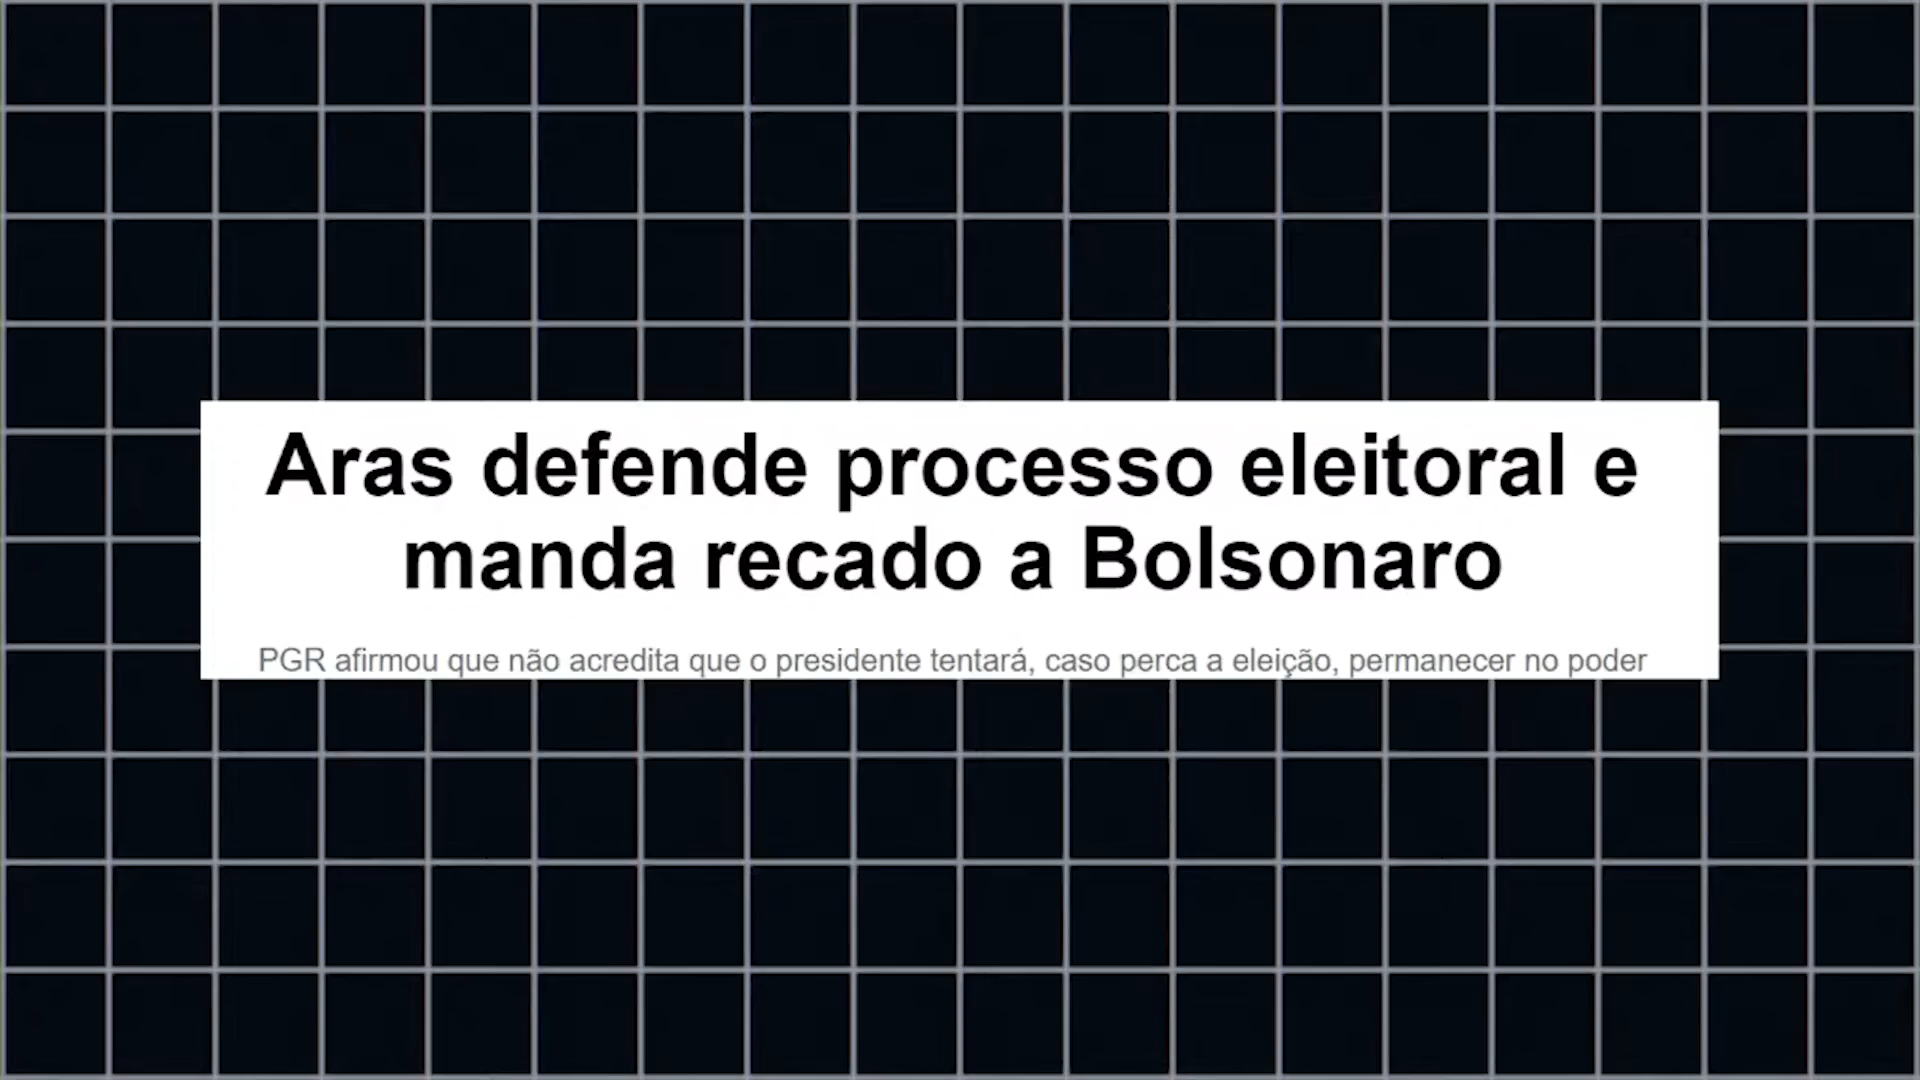 Aras defende processo eleitoral e
manda recado a Bolsonaro
PGR afirmou que não acredita que o presidente tentará, caso perca a eleição, permanecer no poder